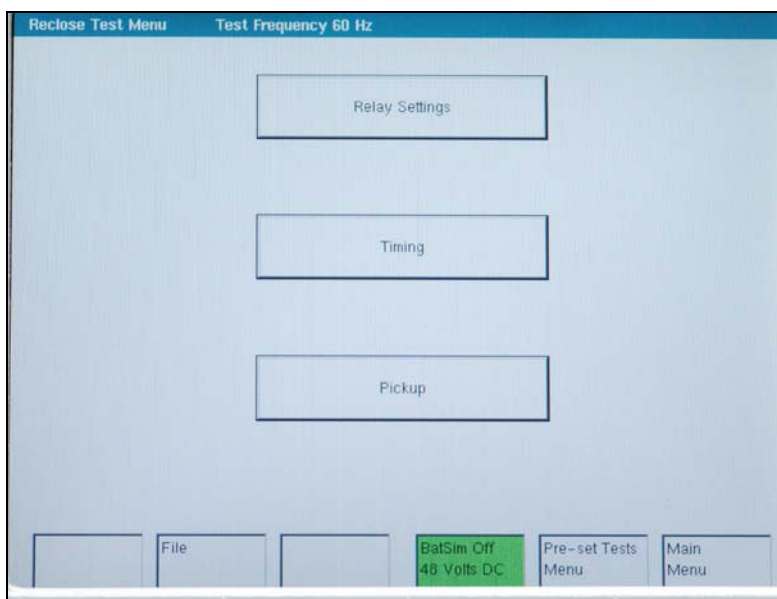 Reclose Test Menu Test Frequency 60 Hz
Relay Settings
Timing
Pickup
File
BatSim Off
48 Volts DC
Pre-set Tests
Menu
Main
Menu